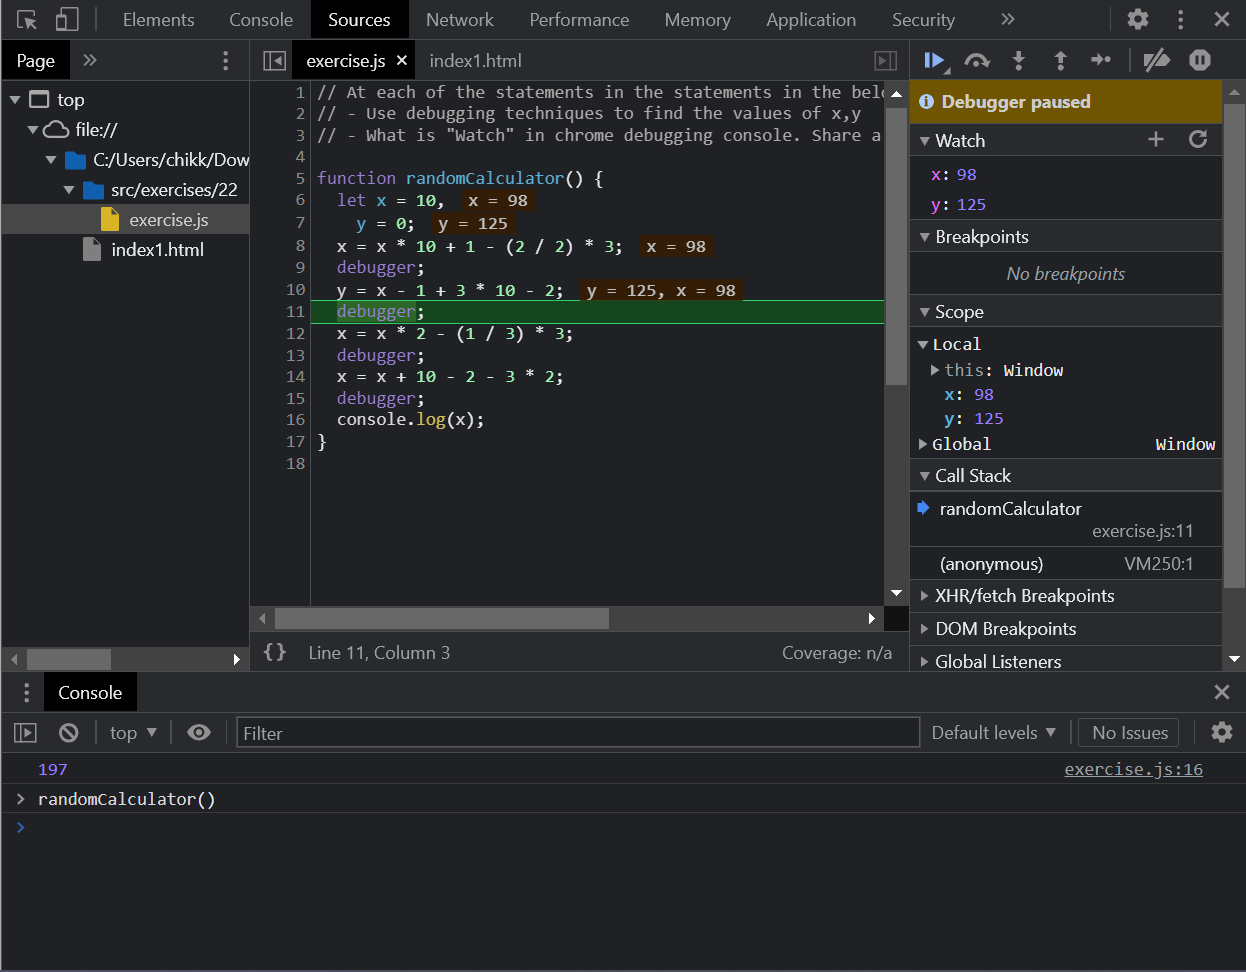 Elements Console Sources Network Performance Memory Application Security »
Page » exercise.js × index1.html
top
file://
C:/Users/chikk/Dow
src/exercises/22
exercise.js
index1.html
1 // At each of the statements in the statements in the belo
2 // - Use debugging techniques to find the values of x,y
3 // - What is "Watch" in chrome debugging console. Share a
4
5 function randomCalculator() {
6 let x = 10, x = 98
7 y = 0; y = 125
8 x = x * 10 + 1 - (2 / 2) * 3; x = 98
9 debugger;
10 y = x - 1 + 3 * 10 - 2; y = 125, x = 98
11 debugger;
12 x = x * 2 - (1 / 3) * 3;
13 debugger;
14 x = x + 10 - 2 - 3 * 2;
15 debugger;
16 console.log(x);
17 }
18
{} Line 11, Column 3 Coverage: n/a
Debugger paused
Watch
x: 98
y: 125
Breakpoints
No breakpoints
Scope
Local
this: Window
x: 98
y: 125
Global Window
Call Stack
randomCalculator
exercise.js:11
(anonymous) VM250:1
XHR/fetch Breakpoints
DOM Breakpoints
Global Listeners
Console
top Filter Default levels No Issues
197 exercise.js:16
> randomCalculator()
>